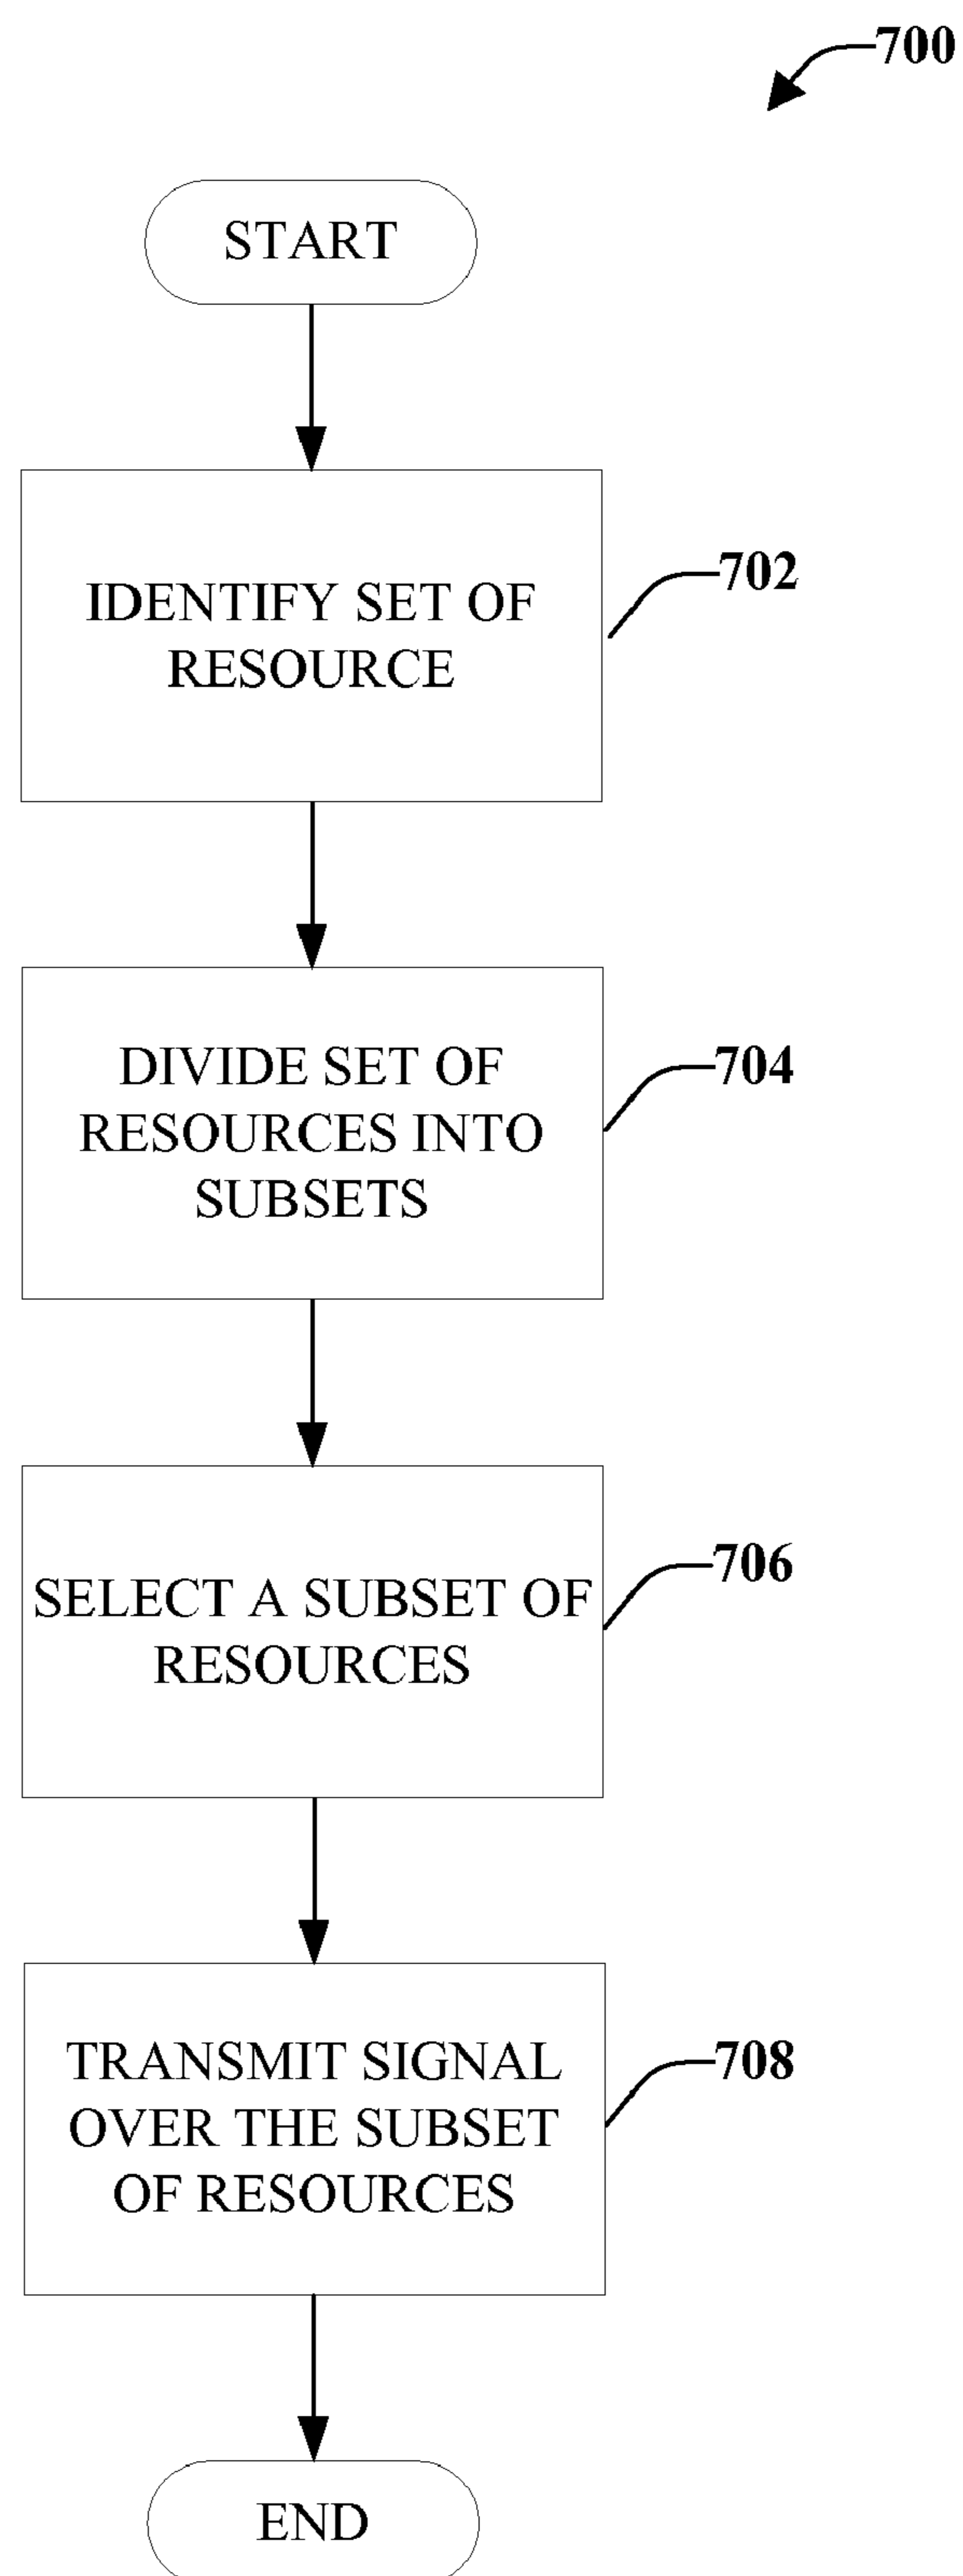 700
START
IDENTIFY SET OF
RESOURCE
702
DIVIDE SET OF
RESOURCES INTO
SUBSETS
704
SELECT A SUBSET OF
RESOURCES
706
TRANSMIT SIGNAL
OVER THE SUBSET
OF RESOURCES
708
END